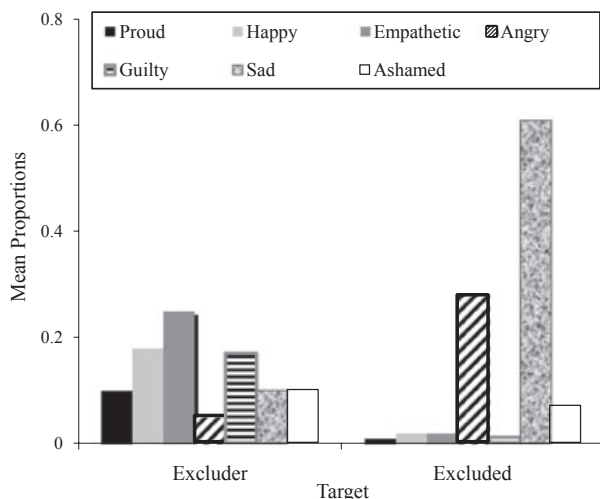 0.8
Proud Happy Empathetic Angry
Guilty Sad Ashamed
0.6
0.4
0.2
0
Mean Proportions
Excluder Excluded
Target